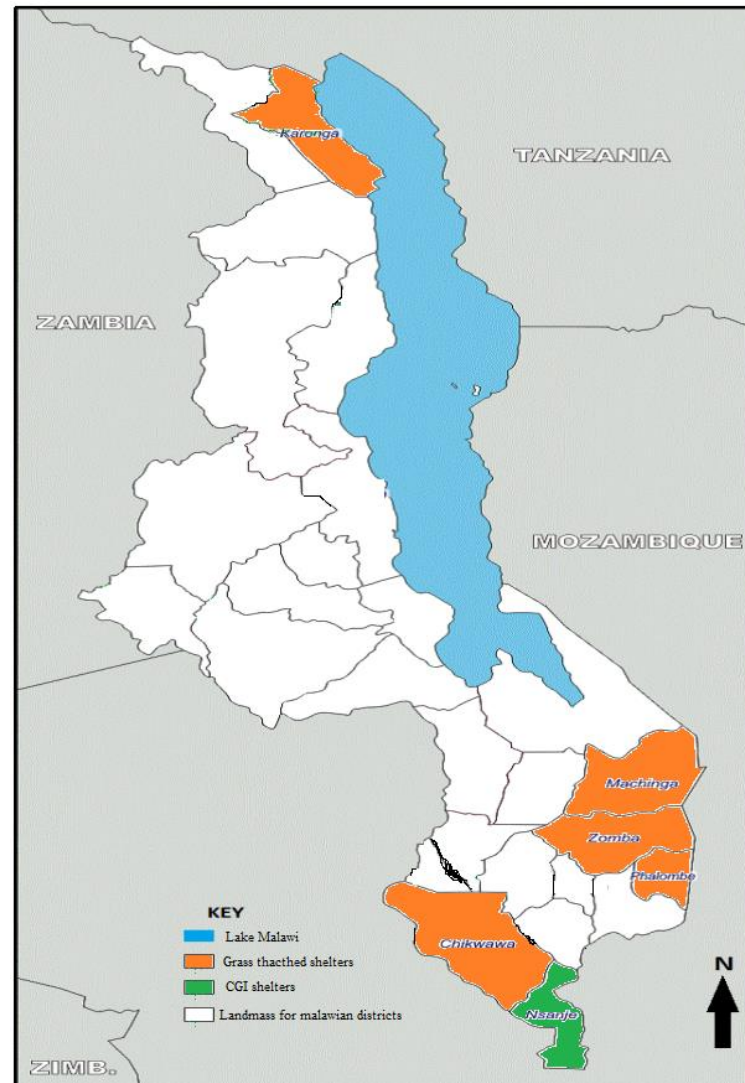 Karonga
TANZANIA
ZAMBIA
MOZAMBIQUE
Machinga
Zomba
Phalombe
Chikwawa
Nsanje
KEY
Lake Malawi
Grass thacthed shelters
CGI shelters
Landmass for malawian districts
N
ZIMB.